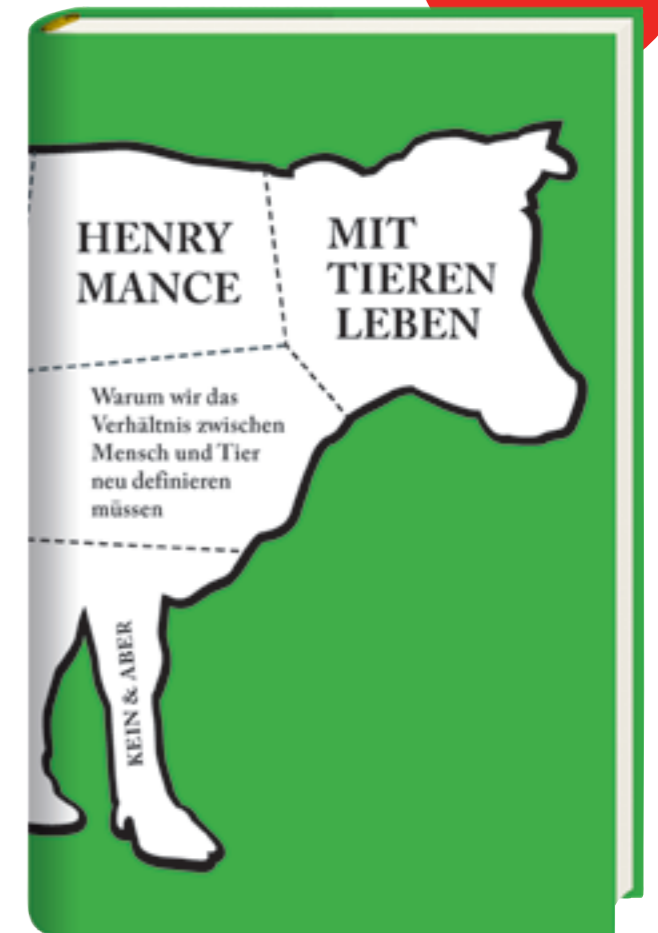 HENRY
MANCE
MIT
TIEREN
LEBEN
Warum wir das
Verhältnis zwischen
Mensch und Tier
neu definieren
müssen
KEIN & ABER